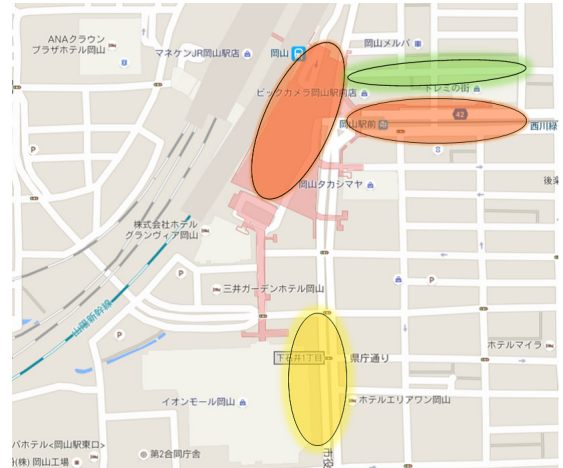 ANAクラウン
プラザホテル岡山
マネケンJR岡山駅店
岡山
岡山メルパ
ビックカメラ岡山駅前店
ドレミの街
岡山駅前
42
西川緑
岡山タカシマヤ
後楽
株式会社ホテル
グランヴィア岡山
P
三井ガーデンホテル岡山
P
P
山陽新幹線
P
ホテルマイラ
下石井1丁目
県庁通り
イオンモール岡山
ホテルエリアワン岡山
パホテル<岡山駅東口>
第2合同庁舎
(株) 岡山工場
市役